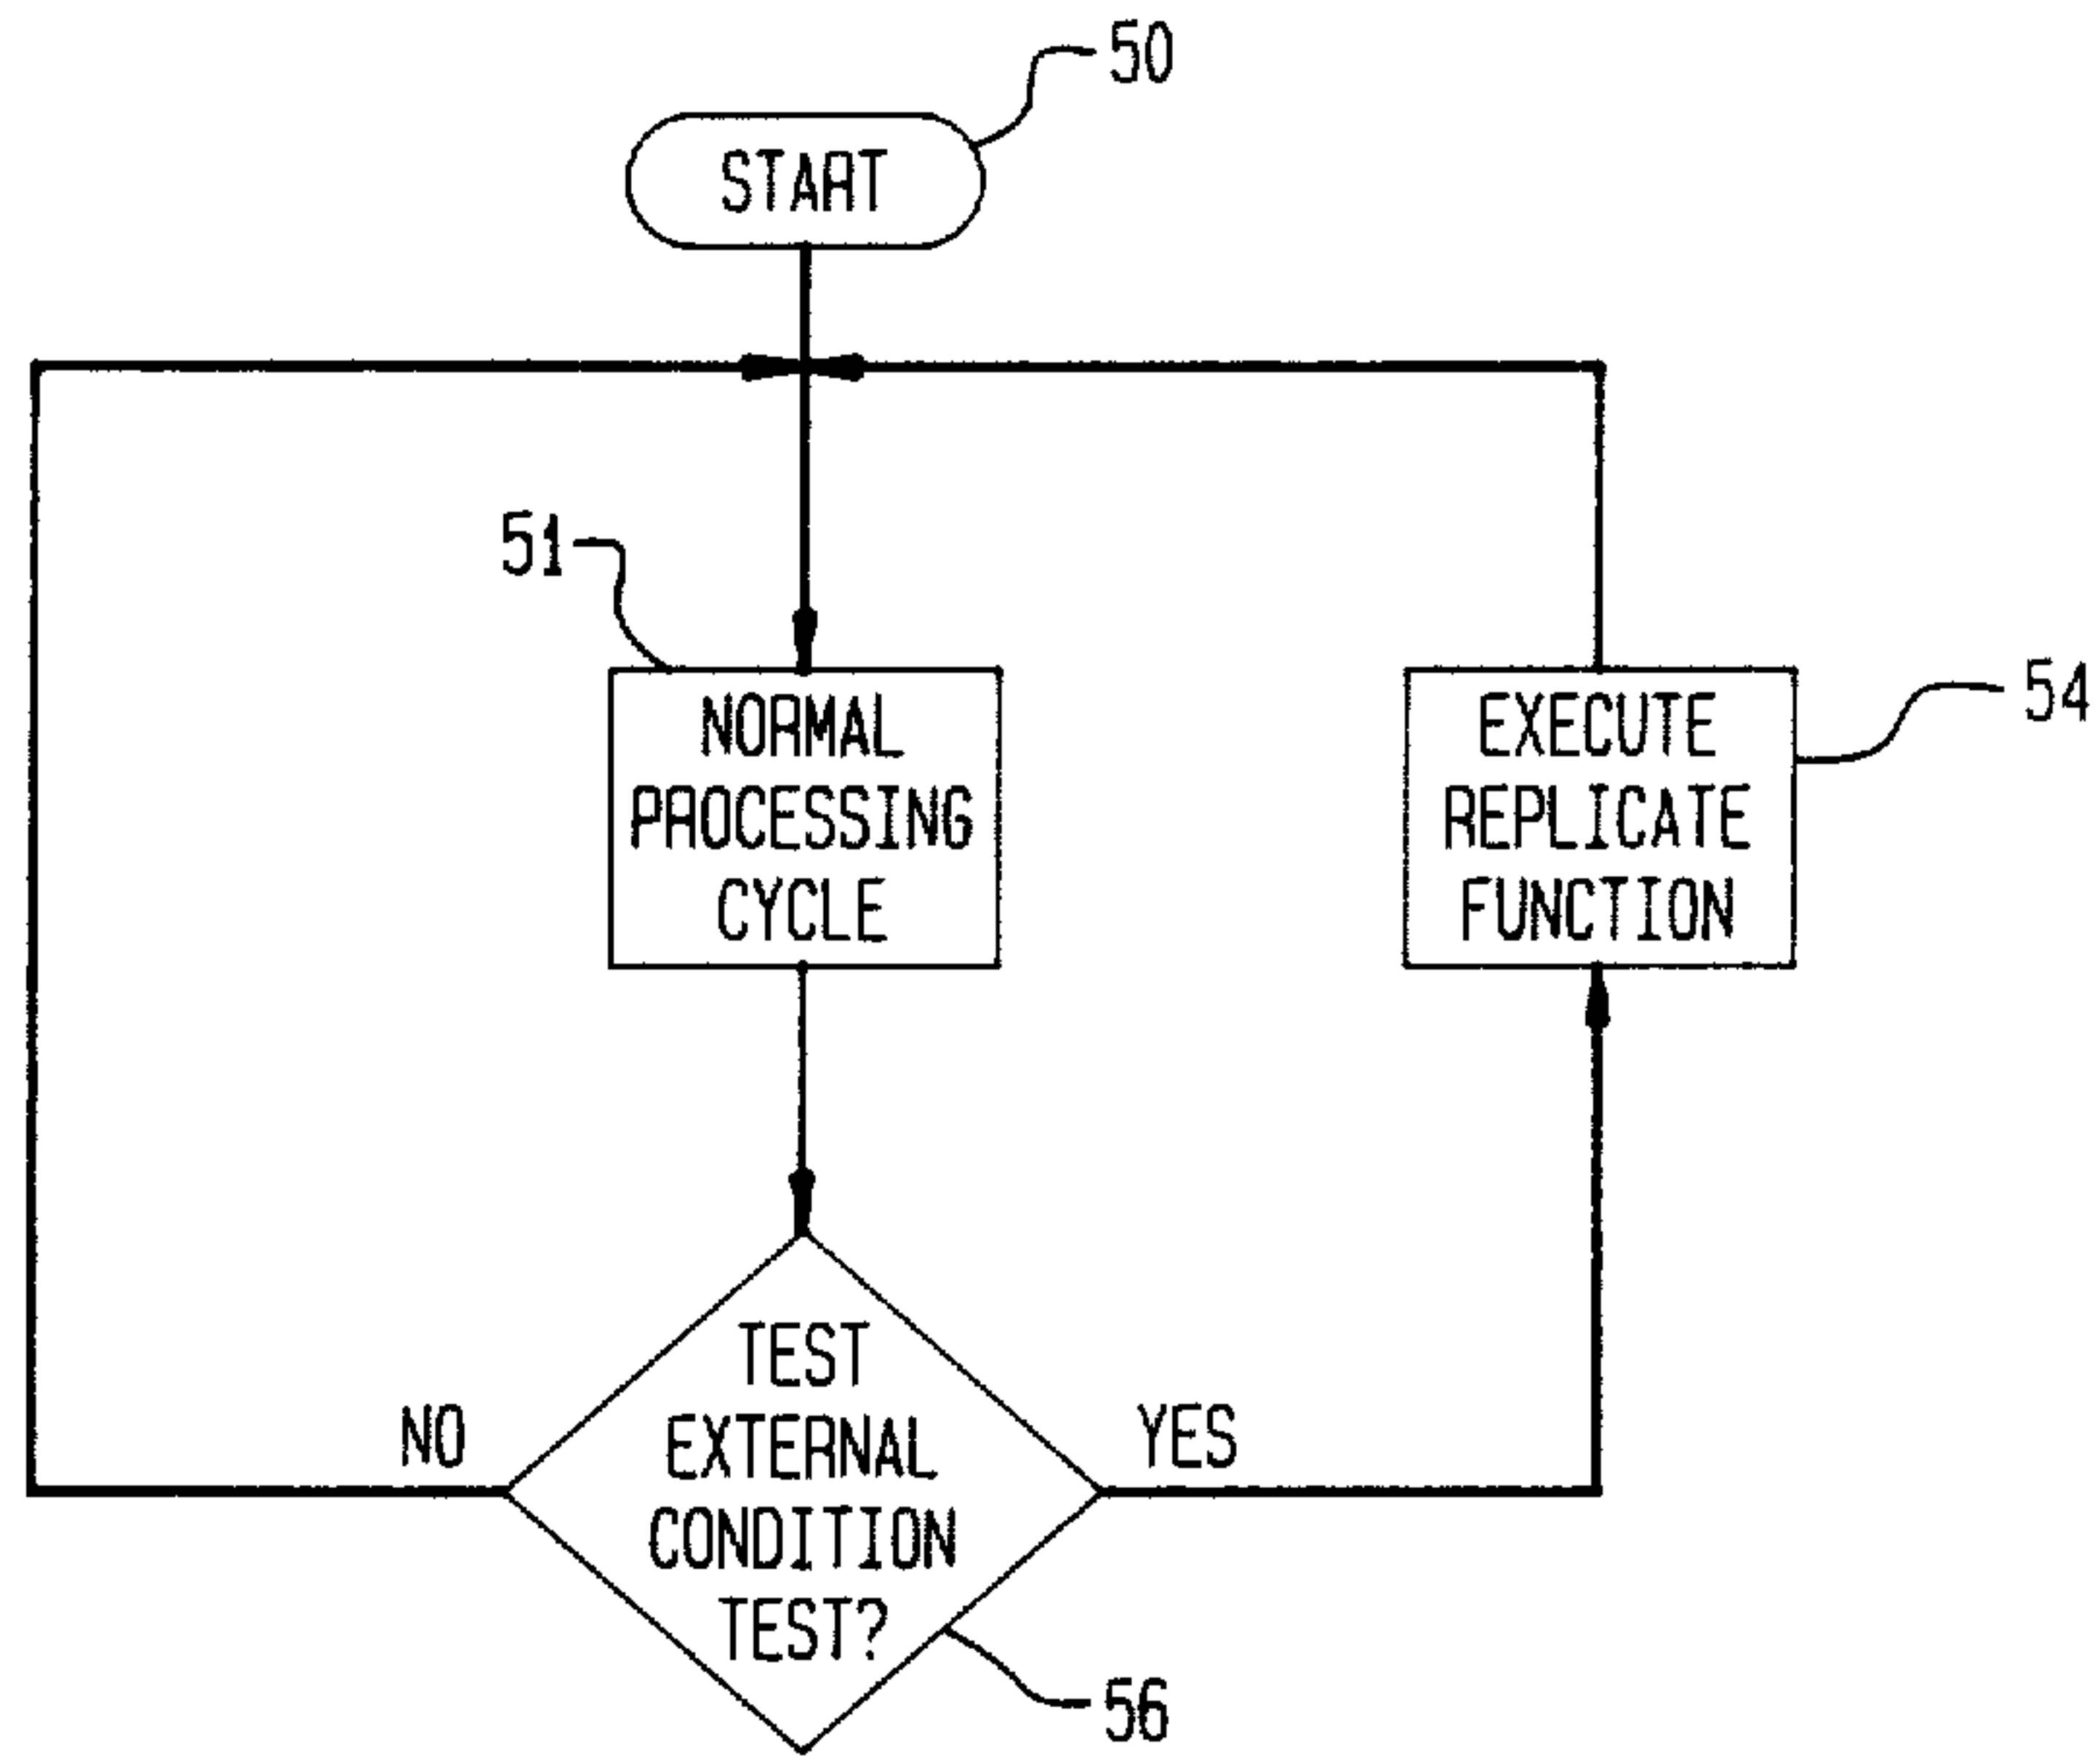 50
START
51
NORMAL
PROCESSING
CYCLE
EXECUTE
REPLICATE
FUNCTION
54
TEST
EXTERNAL
CONDITION
TEST?
NO
YES
56